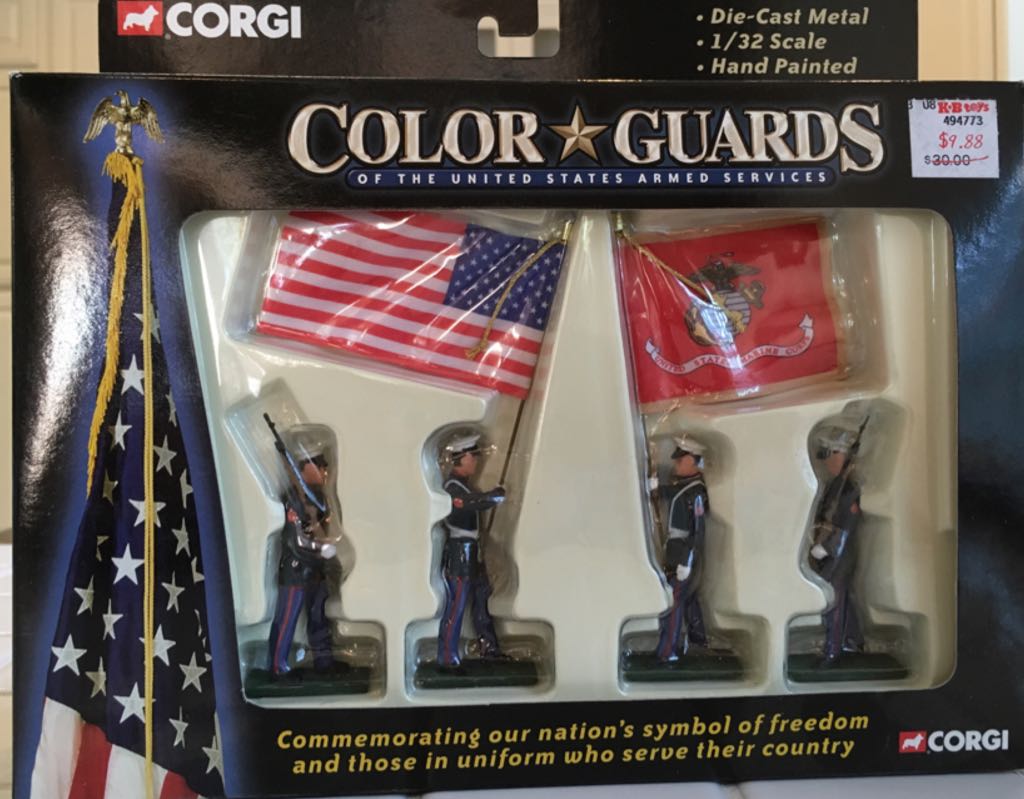 CORGI
• Die-Cast Metal
• 1/32 Scale
• Hand Painted
COLOR GUARDS
OF THE UNITED STATES ARMED SERVICES
08 K·B toys
494773
$9.88
$30.00
UNITED STATES MARINE CORPS
Commemorating our nation's symbol of freedom
and those in uniform who serve their country
CORGI